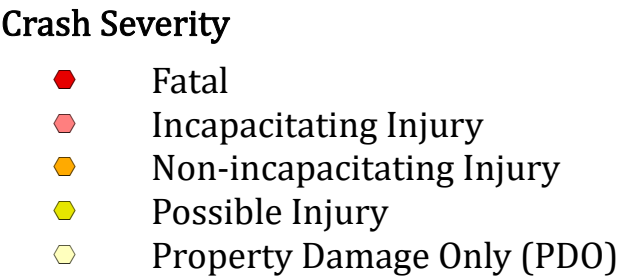 Crash Severity
Fatal
Incapacitating Injury
Non-incapacitating Injury
Possible Injury
Property Damage Only (PDO)